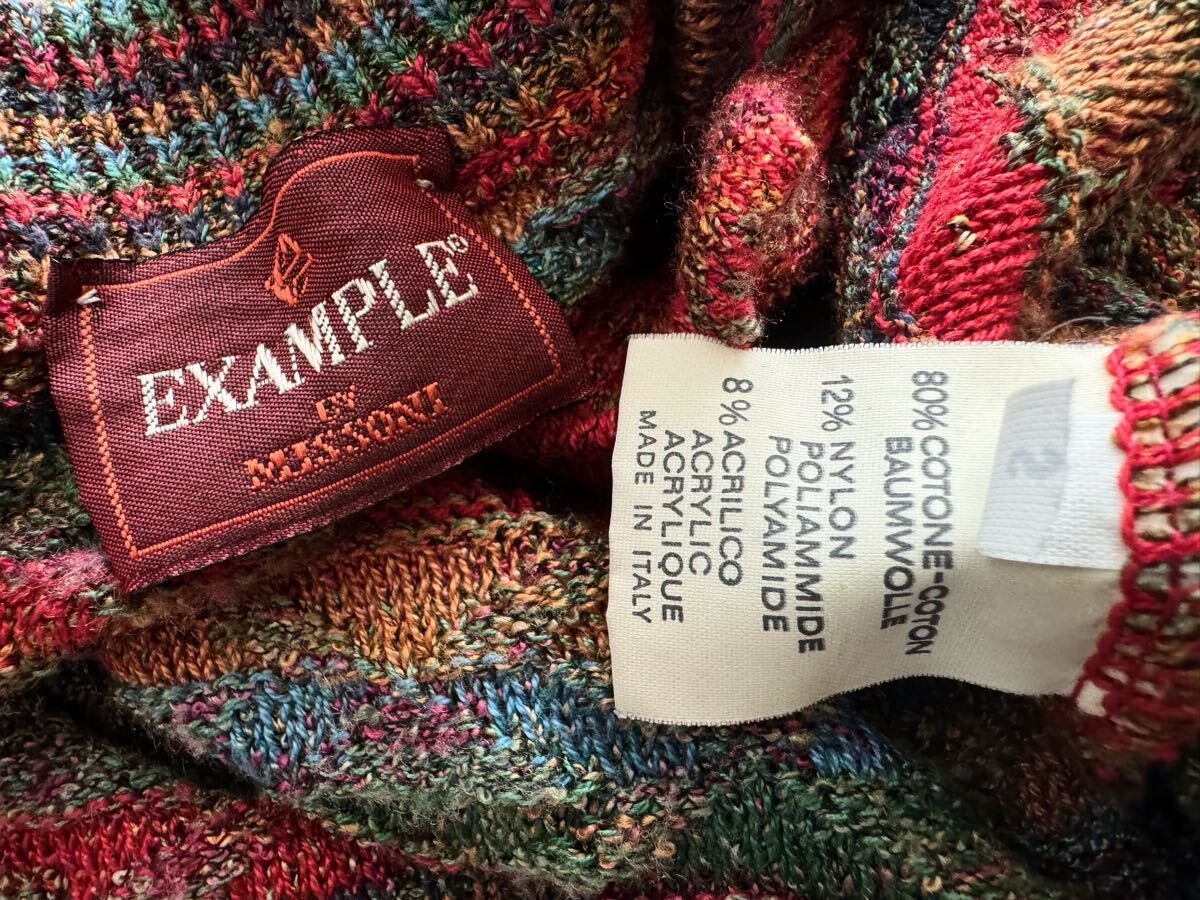 EXAMPLE®
BY
MISSONI
80%COTONE-COTON
BAUMWOLLE
12% NYLON
POLIAMMIDE
POLYAMIDE
8%ACRILICO
ACRYLIC
ACRYLIQUE
MADE IN ITALY